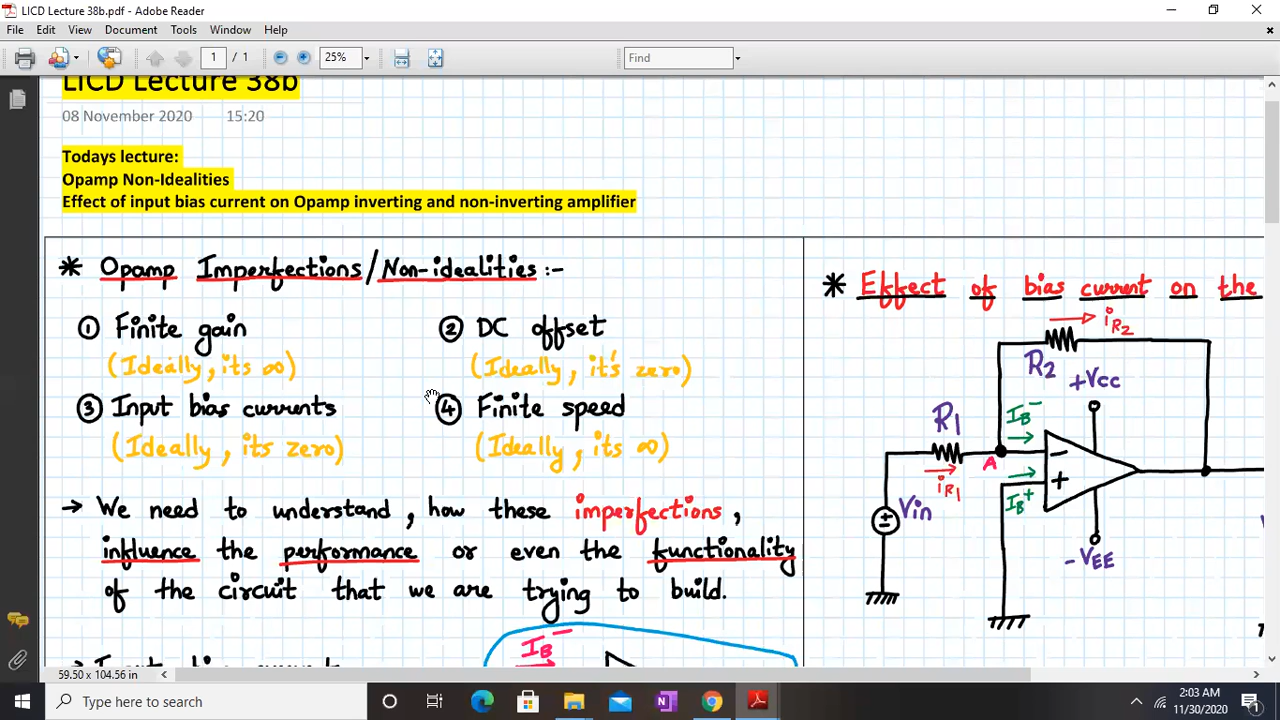 LICD Lecture 38b.pdf - Adobe Reader
File Edit View Document Tools Window Help
1 / 1 25% Find
LICD Lecture 38b
08 November 2020 15:20
Todays lecture:
Opamp Non-Idealities
Effect of input bias current on Opamp inverting and non-inverting amplifier
* Opamp Imperfections/Non-idealities :-
① Finite gain ② DC offset
(Ideally, its ∞) (Ideally, it's zero)
③ Input bias currents ④ Finite speed
(Ideally, its zero) (Ideally, its ∞)
→ We need to understand, how these imperfections,
influence the performance or even the functionality
of the circuit that we are trying to build.
IB-
* Effect of bias current on the
iR2
R2
+Vcc
R1 IB-
A
iR1 IB+
Vin
-VEE
59.50 x 104.56 in
Type here to search
2:03 AM
11/30/2020